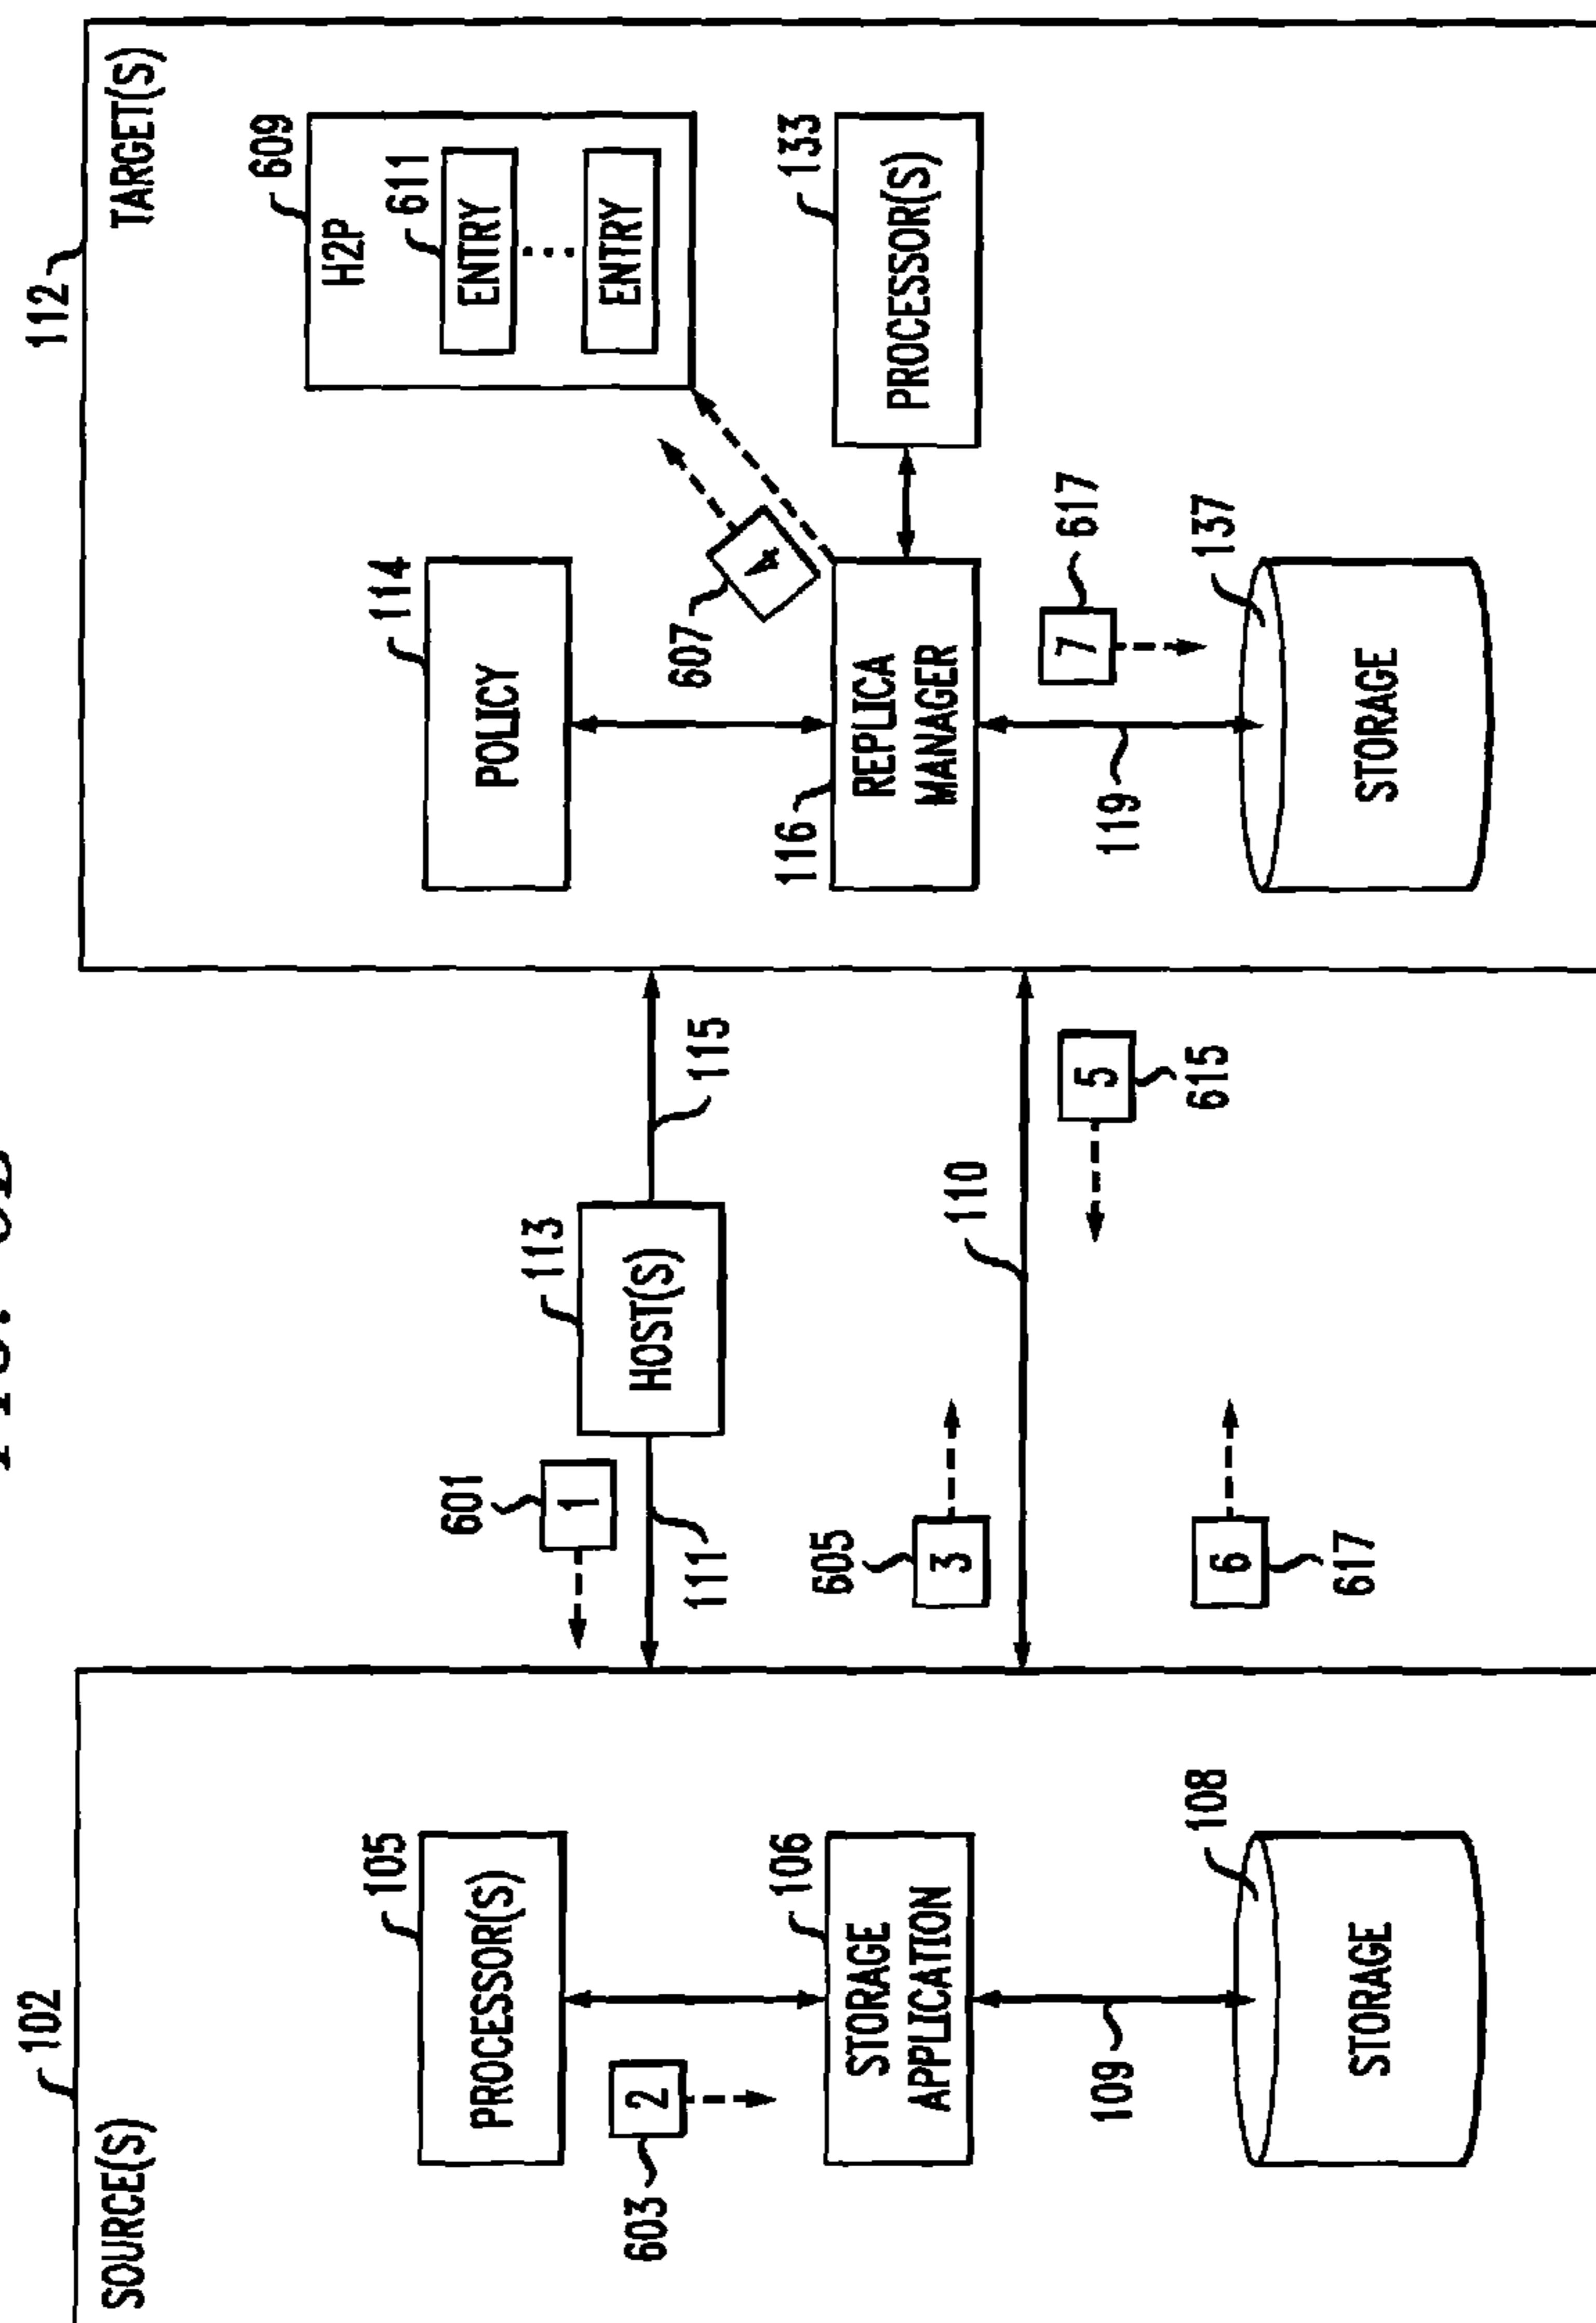 102
SOURCE(S)
105
PROCESSOR(S)
603
2
106
STORAGE
APPLICATION
109
108
STORAGE
601
1
111
113
HOST(S)
115
605
3
110
5
615
6
617
112
TARGET(S)
114
POLICY
609
H2P
611
ENTRY
ENTRY
607
4
116
REPLICA
MANAGER
133
PROCESSOR(S)
119
7
617
137
STORAGE